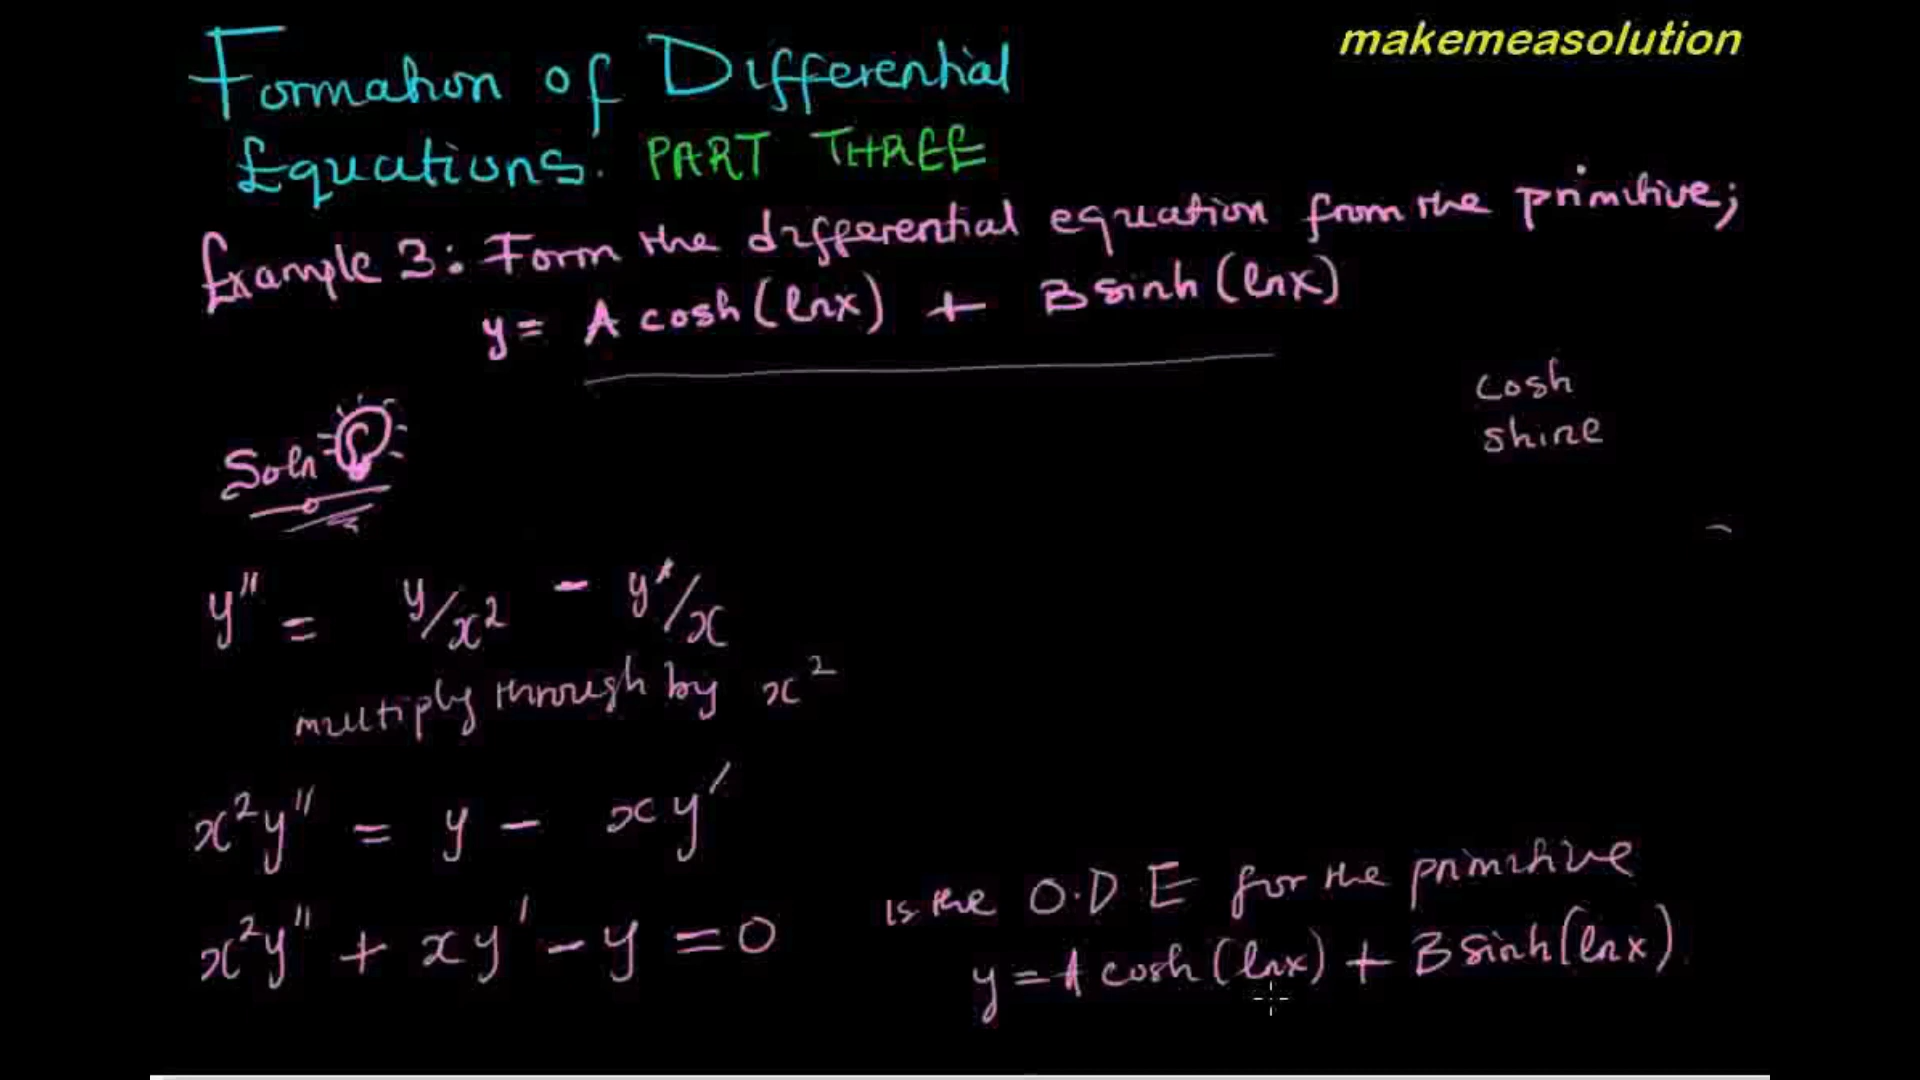 makemeasolution
Formation of Differential
Equations. PART THREE
Example 3: Form the differential equation from the primitive;
y = A cosh(lnx) + B sinh(lnx)
cosh
shine
Soln
y'' = y/x² - y'/x
multiply through by x²
x²y'' = y - xy'
x²y'' + xy' - y = 0
is the O.D E for the primitive
y = A cosh(lnx) + B sinh(lnx)